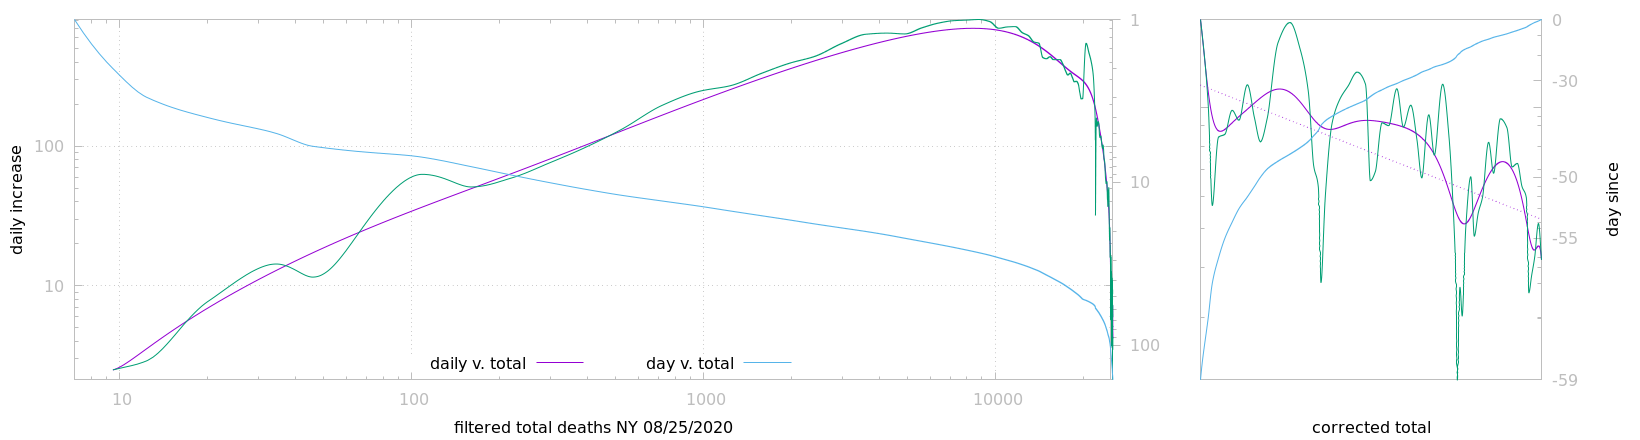 1
0
-30
100
daily increase
10
-50
day since
-55
10
daily v. total
day v. total
100
-59
10
100
1000
10000
filtered total deaths NY 08/25/2020
corrected total